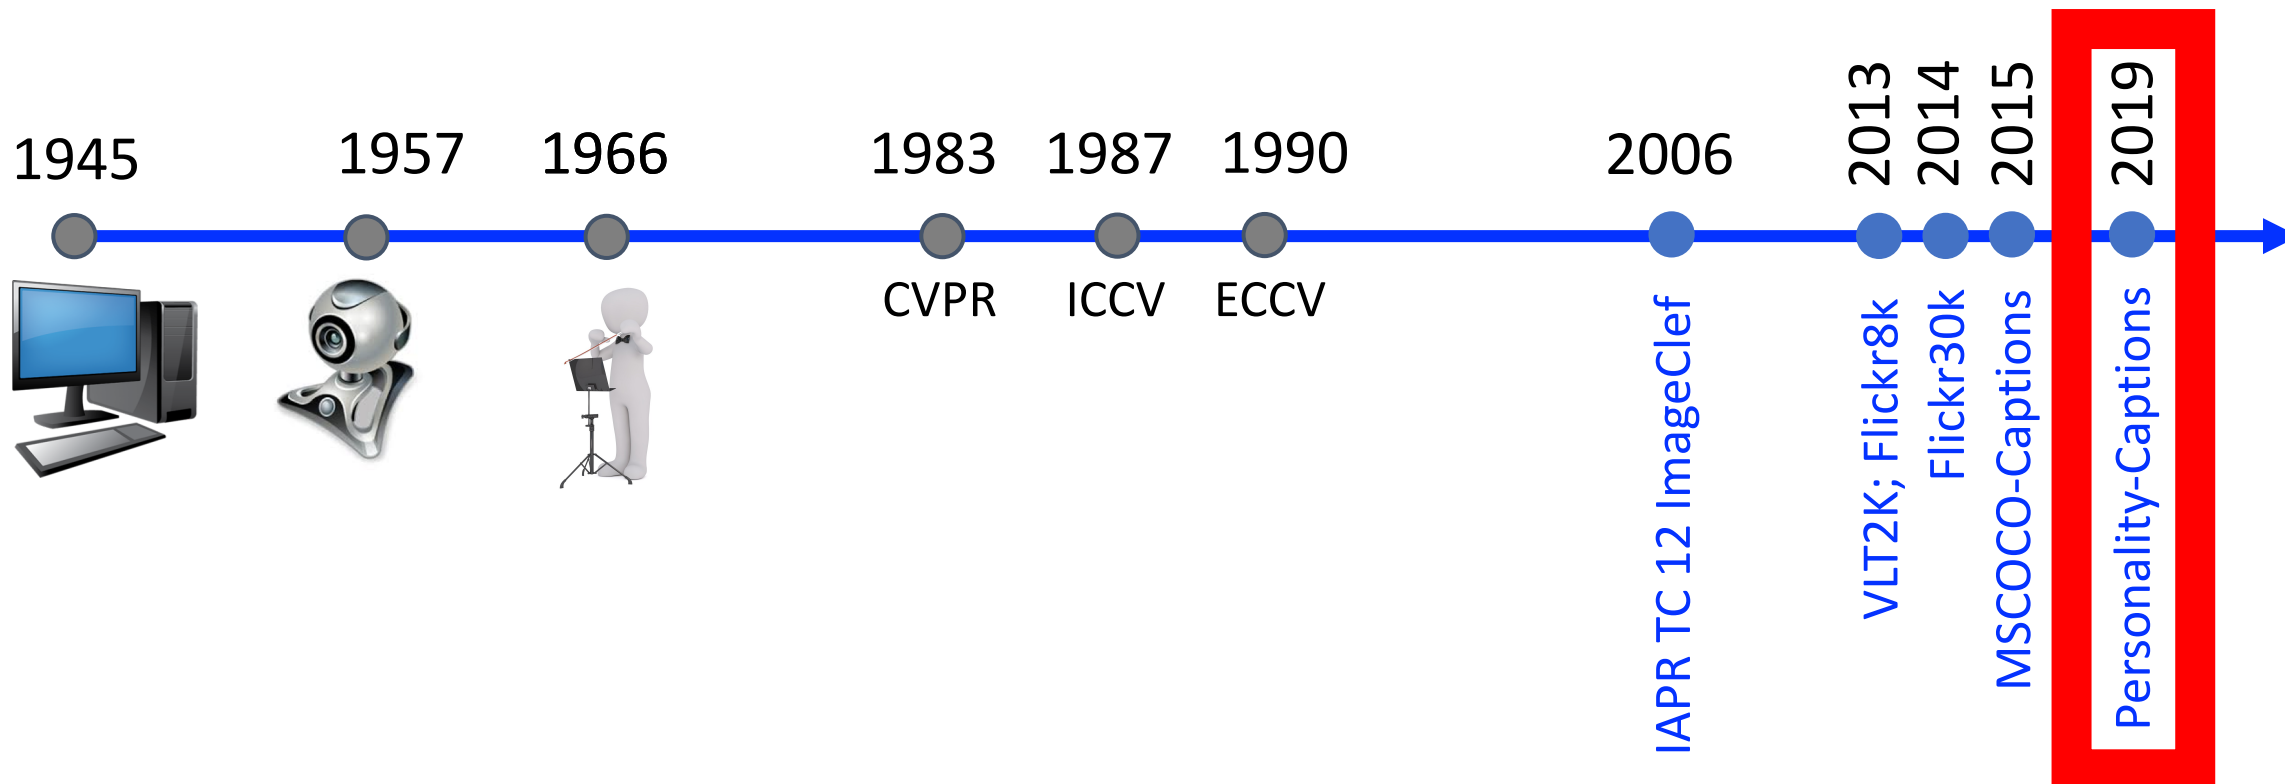 1945
1957
1966
1983
1987
1990
2006
2013
2014
2015
2019
CVPR
ICCV
ECCV
IAPR TC 12 ImageClef
VLT2K; Flickr8k
Flickr30k
MSCOCO-Captions
Personality-Captions